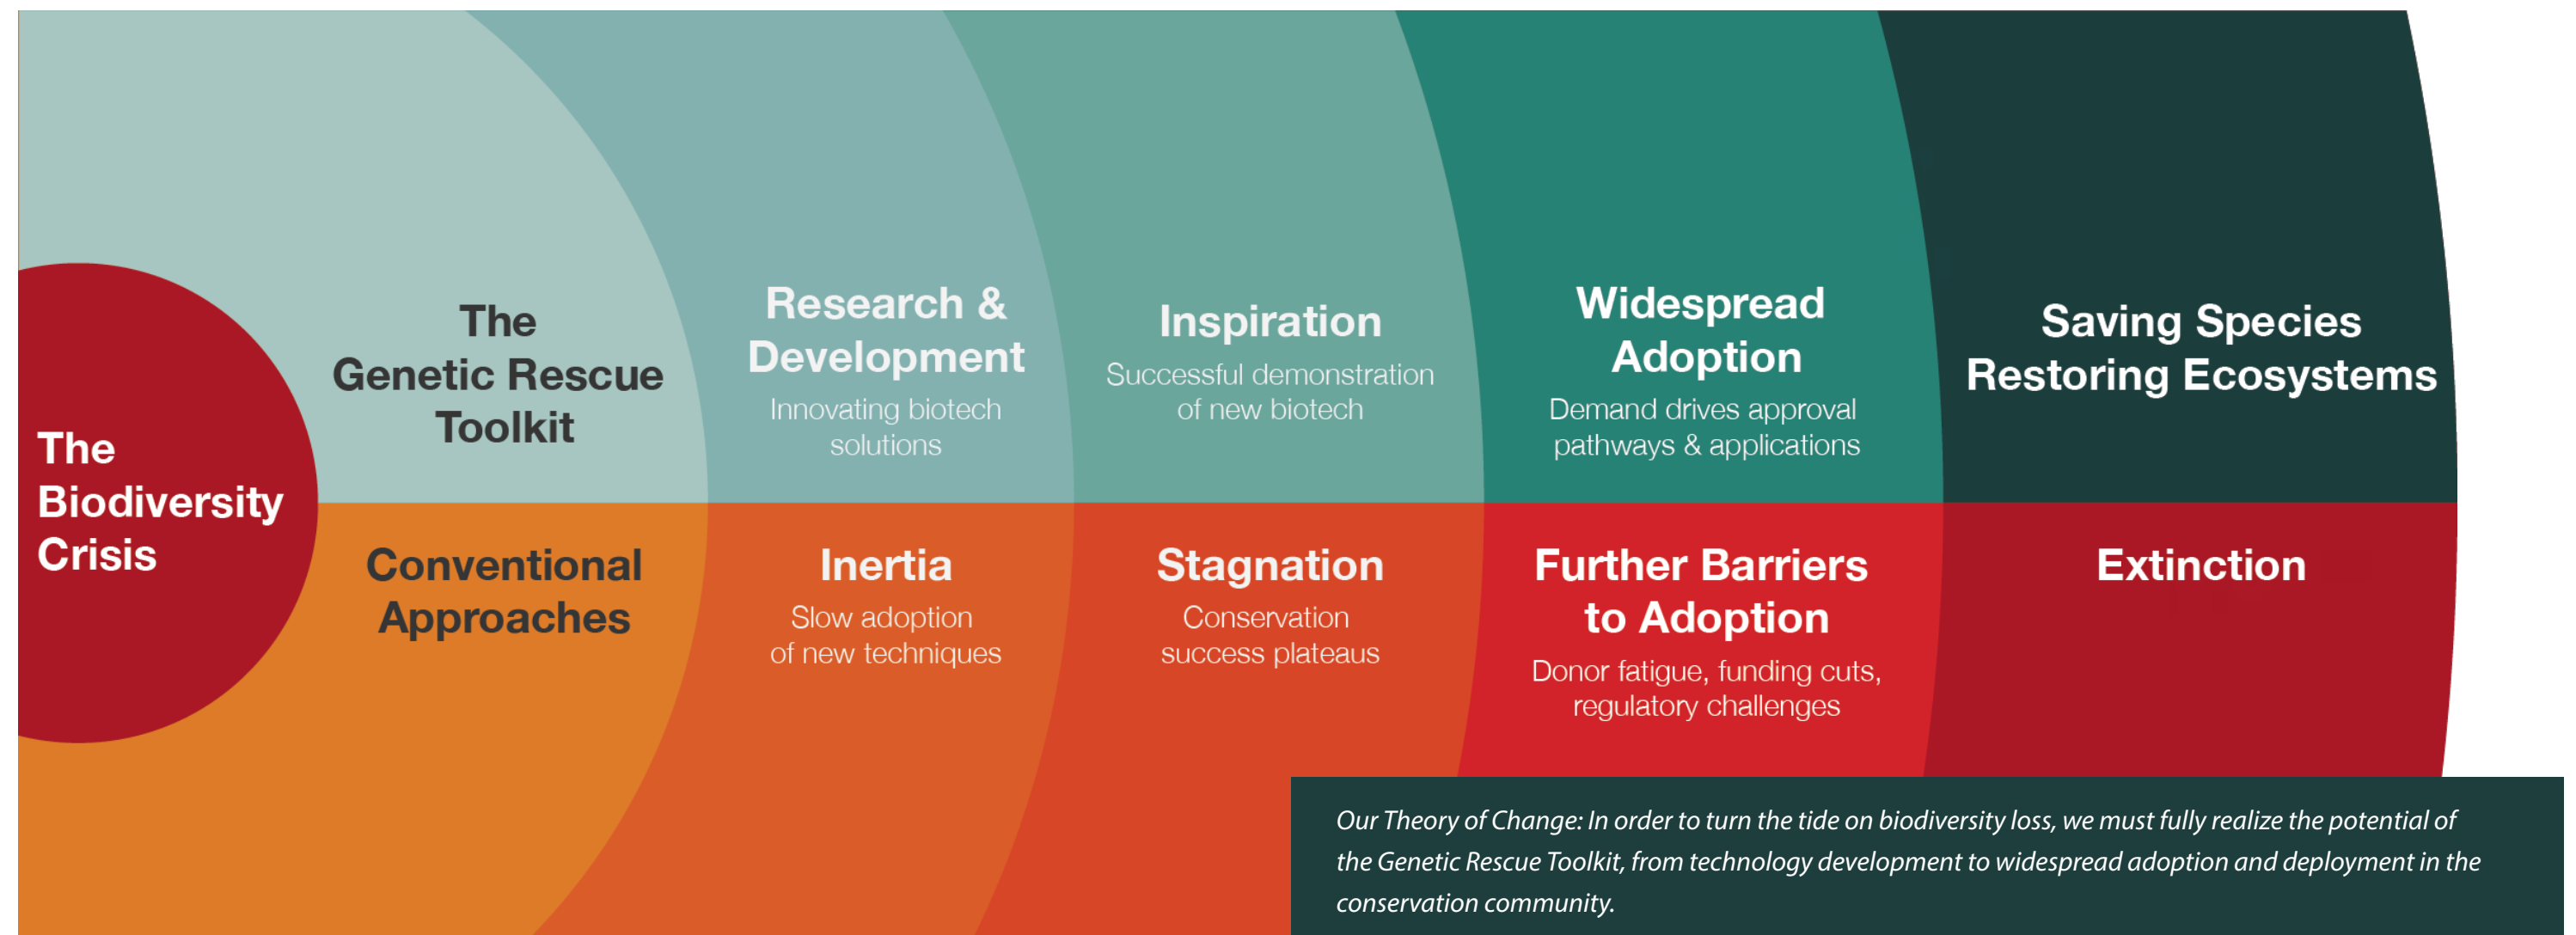 The
Biodiversity
Crisis
The
Genetic Rescue
Toolkit
Research &
Development
Innovating biotech
solutions
Inspiration
Successful demonstration
of new biotech
Widespread
Adoption
Demand drives approval
pathways & applications
Saving Species
Restoring Ecosystems
Conventional
Approaches
Inertia
Slow adoption
of new techniques
Stagnation
Conservation
success plateaus
Further Barriers
to Adoption
Donor fatigue, funding cuts,
regulatory challenges
Extinction
Our Theory of Change: In order to turn the tide on biodiversity loss, we must fully realize the potential of
the Genetic Rescue Toolkit, from technology development to widespread adoption and deployment in the
conservation community.